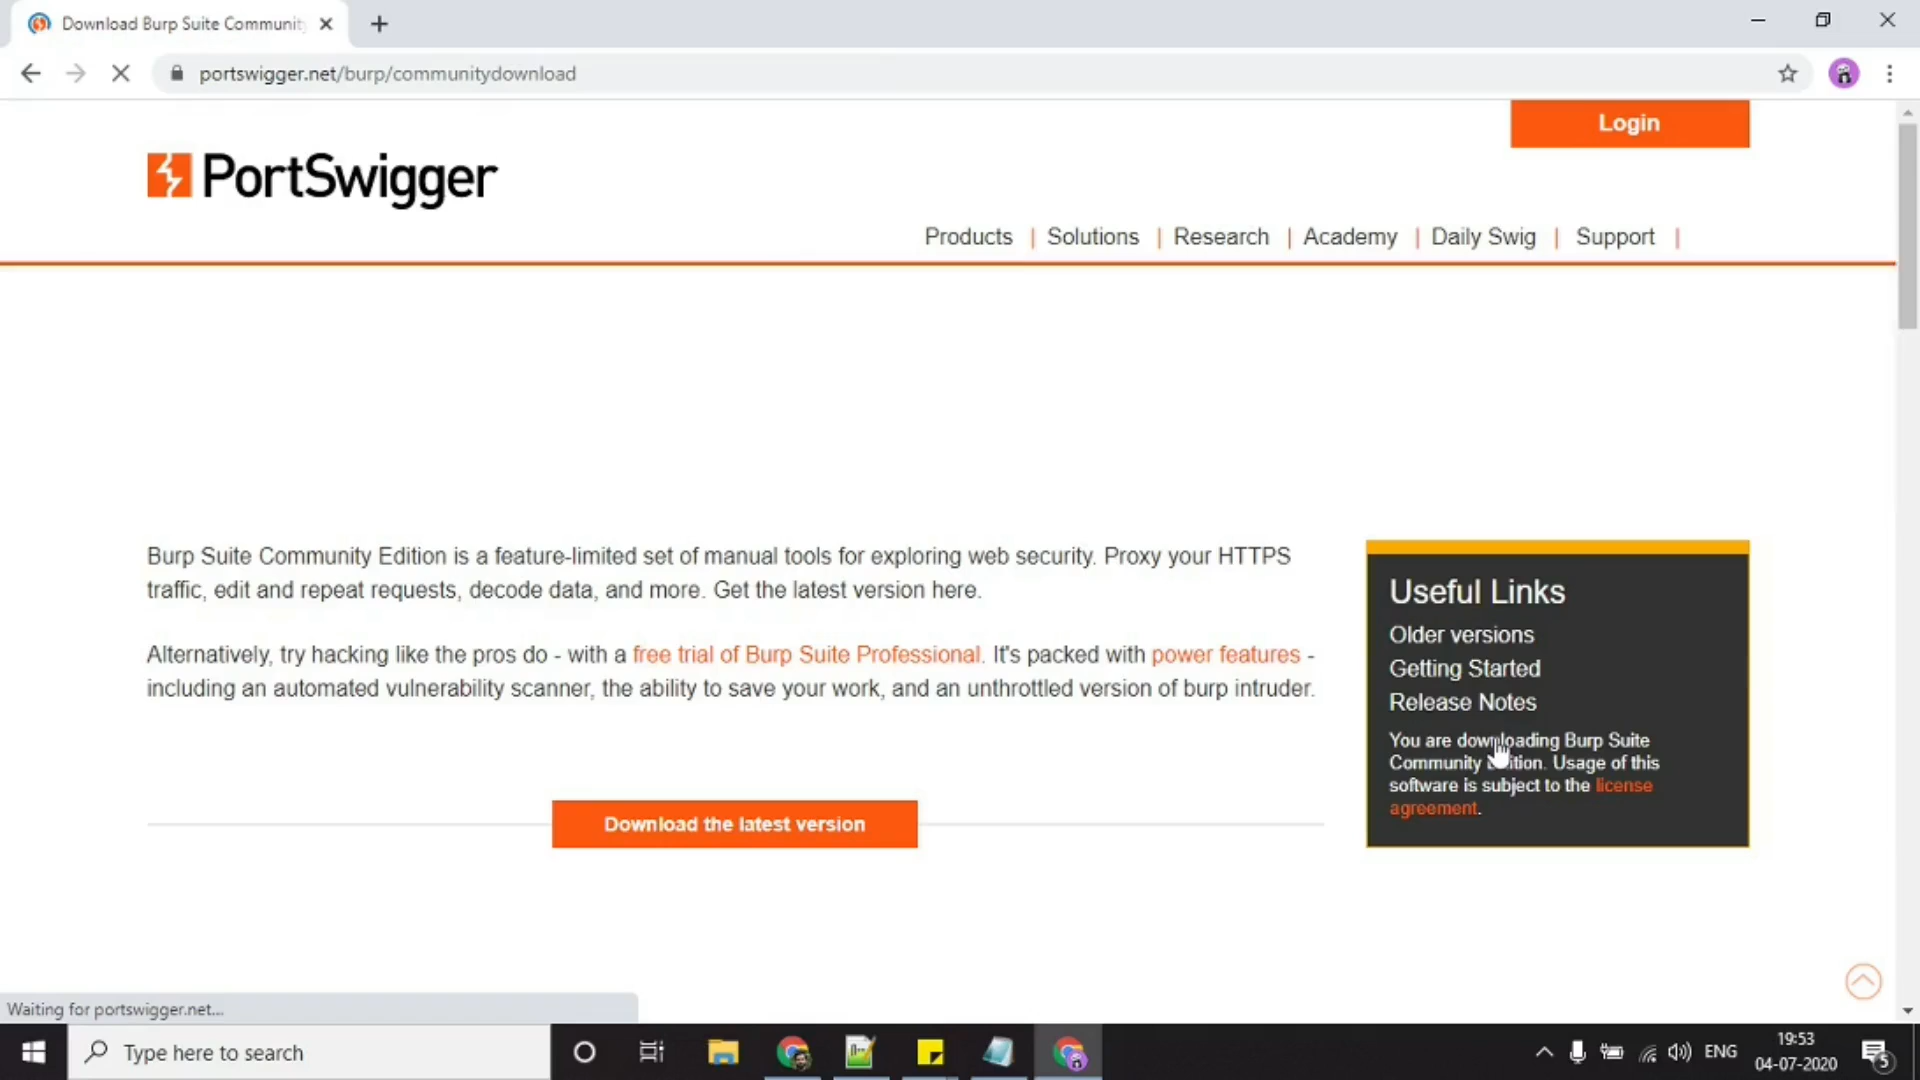 Download Burp Suite Communit
portswigger.net/burp/communitydownload
Login
PortSwigger
Products | Solutions | Research | Academy | Daily Swig | Support |
Burp Suite Community Edition is a feature-limited set of manual tools for exploring web security. Proxy your HTTPS
traffic, edit and repeat requests, decode data, and more. Get the latest version here.
Alternatively, try hacking like the pros do - with a free trial of Burp Suite Professional. It's packed with power features -
including an automated vulnerability scanner, the ability to save your work, and an unthrottled version of burp intruder.
Download the latest version
Useful Links
Older versions
Getting Started
Release Notes
You are downloading Burp Suite
Community Edition. Usage of this
software is subject to the license
agreement.
Waiting for portswigger.net...
Type here to search
ENG
19:53
04-07-2020
5